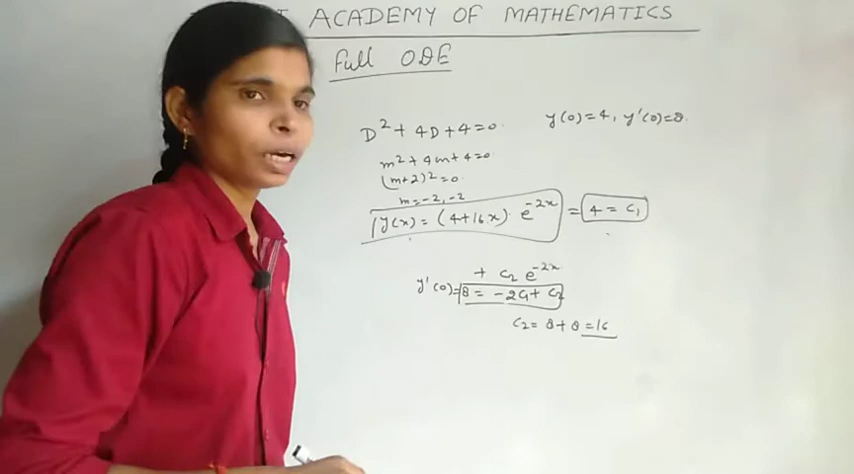 I ACADEMY OF MATHEMATICS
Full ODE
D² + 4D + 4 = 0. y(0) = 4, y'(0) = 8.
m² + 4m + 4 = 0
(m+2)² = 0.
m = -2, -2
y(x) = (4+16x). e^{-2x} = 4 = C₁
+ C₂ e^{-2x}
y'(0) = 8 = -2C₁ + C₂
C₂ = 8 + 8 = 16